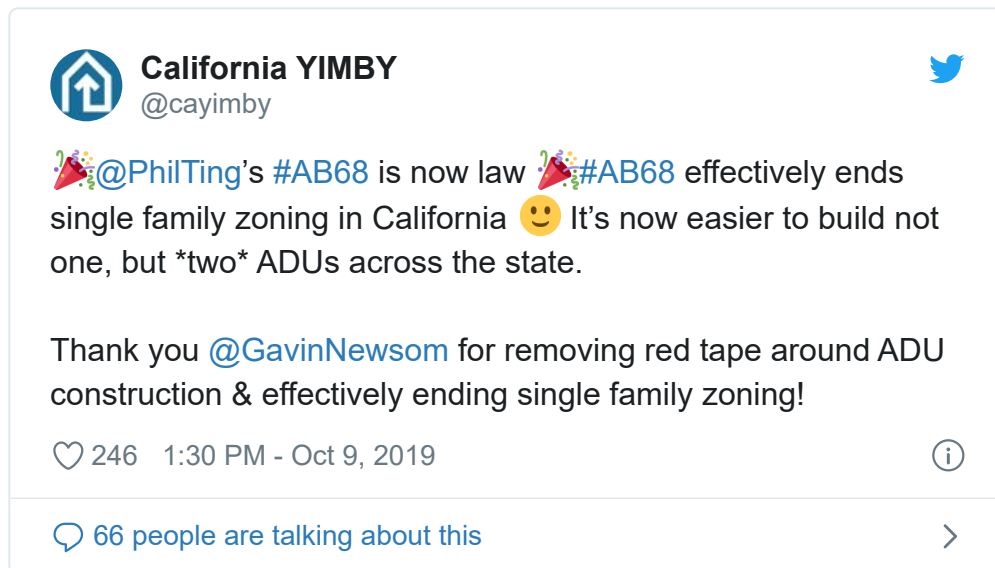 California YIMBY
@cayimby
🎉@PhilTing’s #AB68 is now law 🎉#AB68 effectively ends
single family zoning in California 🙂 It’s now easier to build not
one, but *two* ADUs across the state.
Thank you @GavinNewsom for removing red tape around ADU
construction & effectively ending single family zoning!
246 1:30 PM - Oct 9, 2019
66 people are talking about this